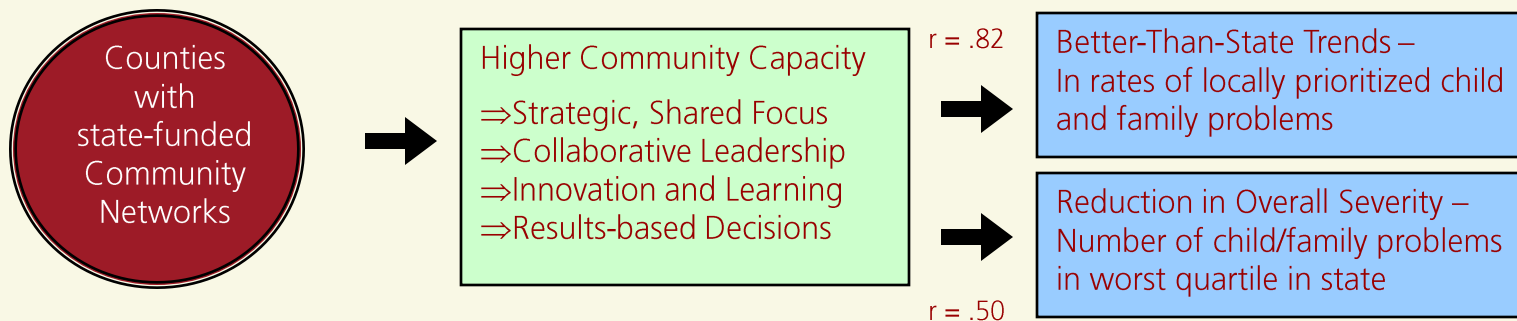 Counties
with
state-funded
Community
Networks
Higher Community Capacity
⇒Strategic, Shared Focus
⇒Collaborative Leadership
⇒Innovation and Learning
⇒Results-based Decisions
r = .82
Better-Than-State Trends –
In rates of locally prioritized child
and family problems
r = .50
Reduction in Overall Severity –
Number of child/family problems
in worst quartile in state